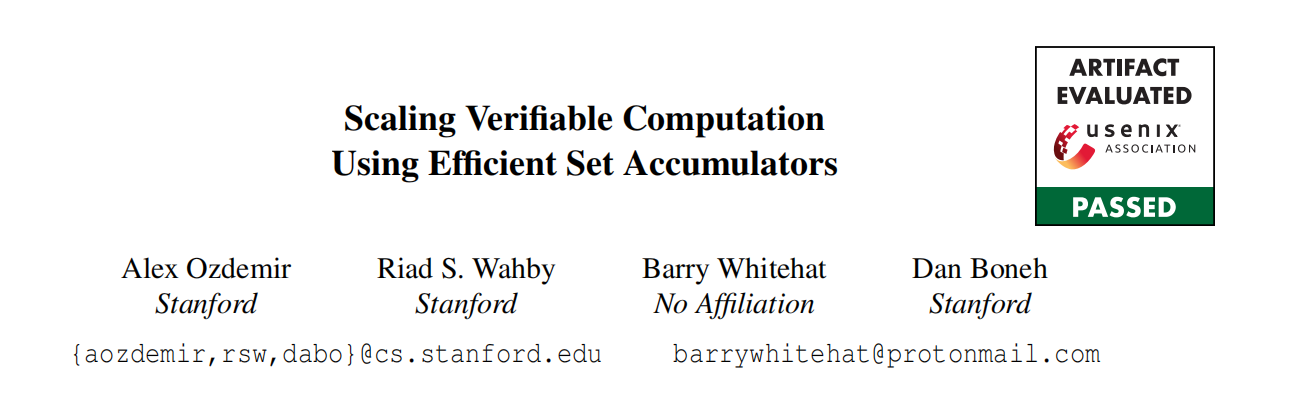 ARTIFACT
EVALUATED
usenix
ASSOCIATION
PASSED
Scaling Verifiable Computation
Using Efficient Set Accumulators
Alex Ozdemir
Stanford
Riad S. Wahby
Stanford
Barry Whitehat
No Affiliation
Dan Boneh
Stanford
{aozdemir,rsw,dabo}@cs.stanford.edu
barrywhitehat@protonmail.com